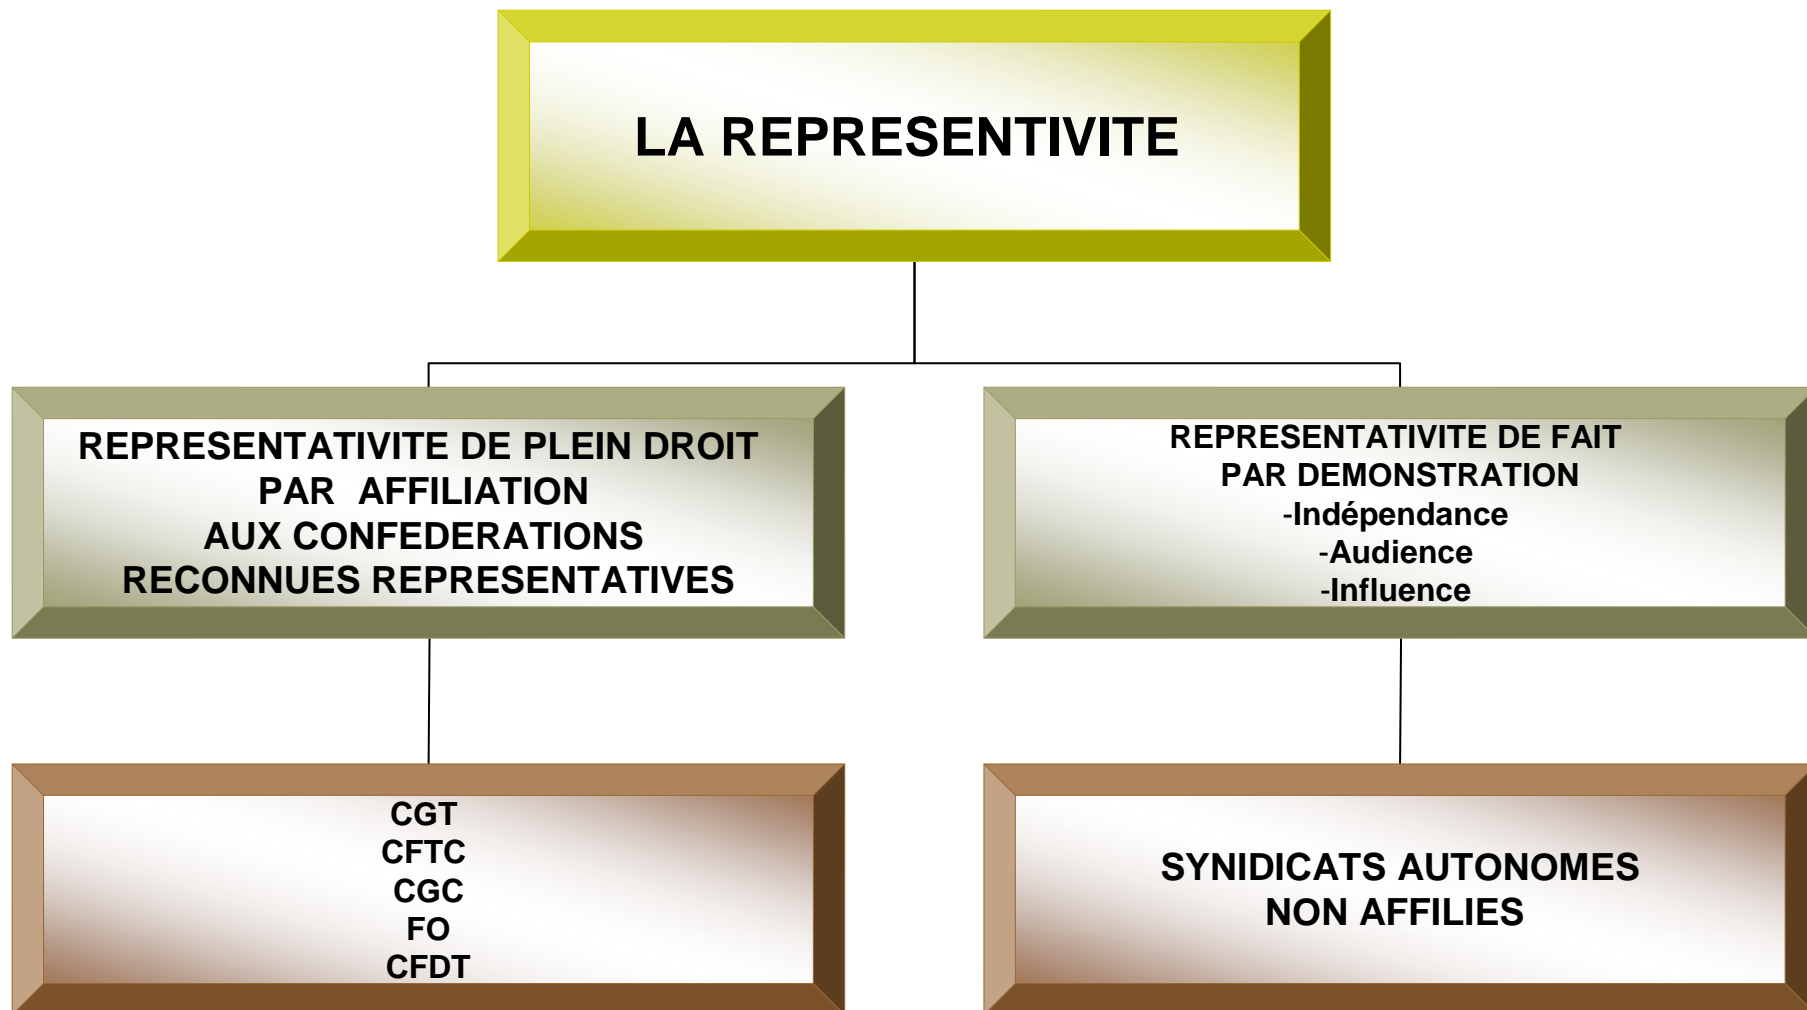 LA REPRESENTIVITE
REPRESENTATIVITE DE PLEIN DROIT
PAR AFFILIATION
AUX CONFEDERATIONS
RECONNUES REPRESENTATIVES
REPRESENTATIVITE DE FAIT
PAR DEMONSTRATION
-Indépendance
-Audience
-Influence
CGT
CFTC
CGC
FO
CFDT
SYNIDICATS AUTONOMES
NON AFFILIES